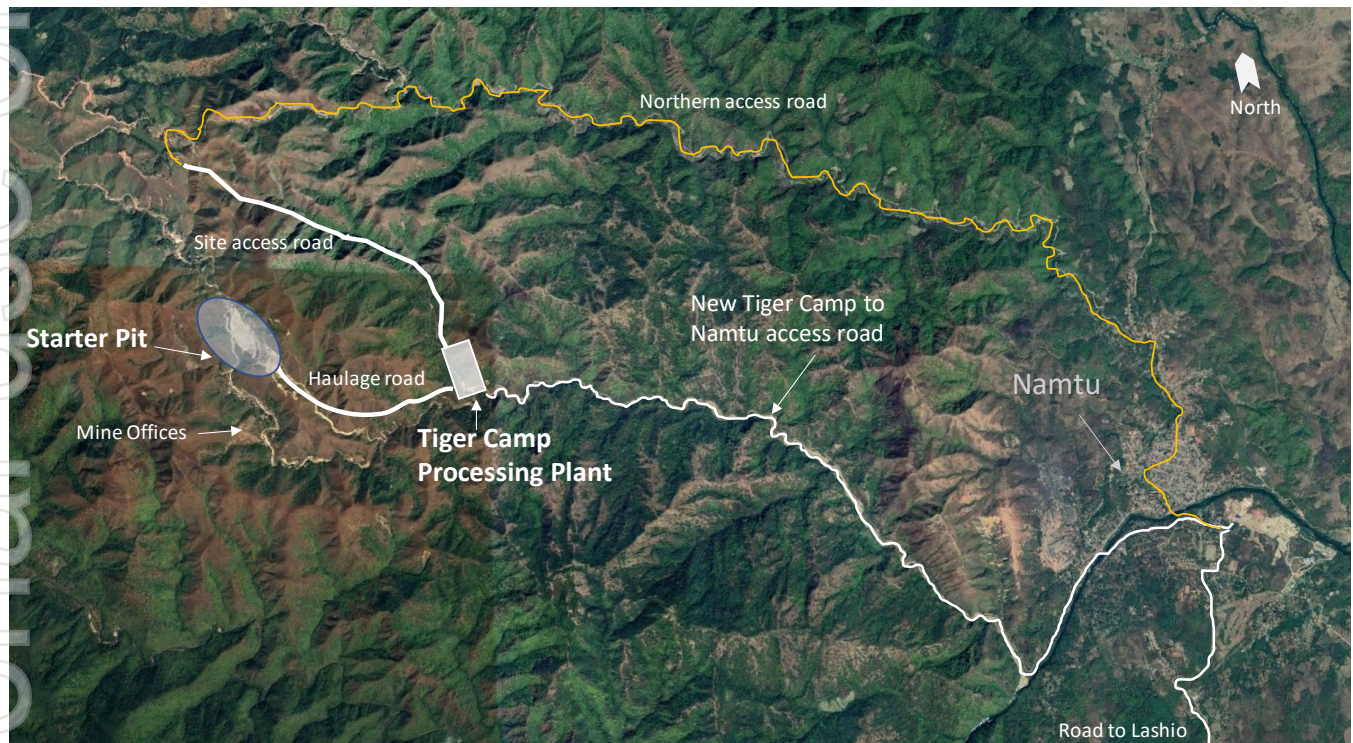 Northern access road
North
Site access road
New Tiger Camp to
Namtu access road
Starter Pit
Haulage road
Namtu
Mine Offices
Tiger Camp
Processing Plant
Road to Lashio